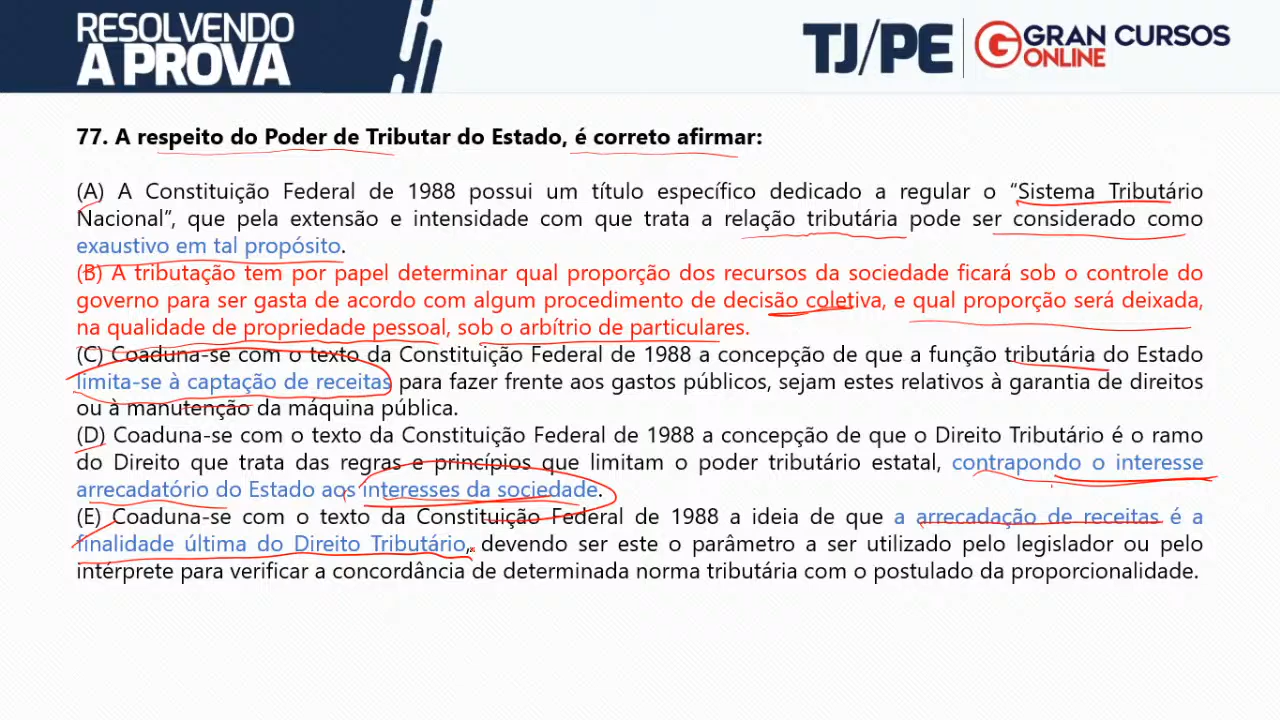 RESOLVENDO
A PROVA
TJ/PE
GRAN CURSOS
ONLINE
77. A respeito do Poder de Tributar do Estado, é correto afirmar:
(A) A Constituição Federal de 1988 possui um título específico dedicado a regular o “Sistema Tributário
Nacional”, que pela extensão e intensidade com que trata a relação tributária pode ser considerado como
exaustivo em tal propósito.
(B) A tributação tem por papel determinar qual proporção dos recursos da sociedade ficará sob o controle do
governo para ser gasta de acordo com algum procedimento de decisão coletiva, e qual proporção será deixada,
na qualidade de propriedade pessoal, sob o arbítrio de particulares.
(C) Coaduna-se com o texto da Constituição Federal de 1988 a concepção de que a função tributária do Estado
limita-se à captação de receitas para fazer frente aos gastos públicos, sejam estes relativos à garantia de direitos
ou à manutenção da máquina pública.
(D) Coaduna-se com o texto da Constituição Federal de 1988 a concepção de que o Direito Tributário é o ramo
do Direito que trata das regras e princípios que limitam o poder tributário estatal, contrapondo o interesse
arrecadatório do Estado aos interesses da sociedade.
(E) Coaduna-se com o texto da Constituição Federal de 1988 a ideia de que a arrecadação de receitas é a
finalidade última do Direito Tributário, devendo ser este o parâmetro a ser utilizado pelo legislador ou pelo
intérprete para verificar a concordância de determinada norma tributária com o postulado da proporcionalidade.